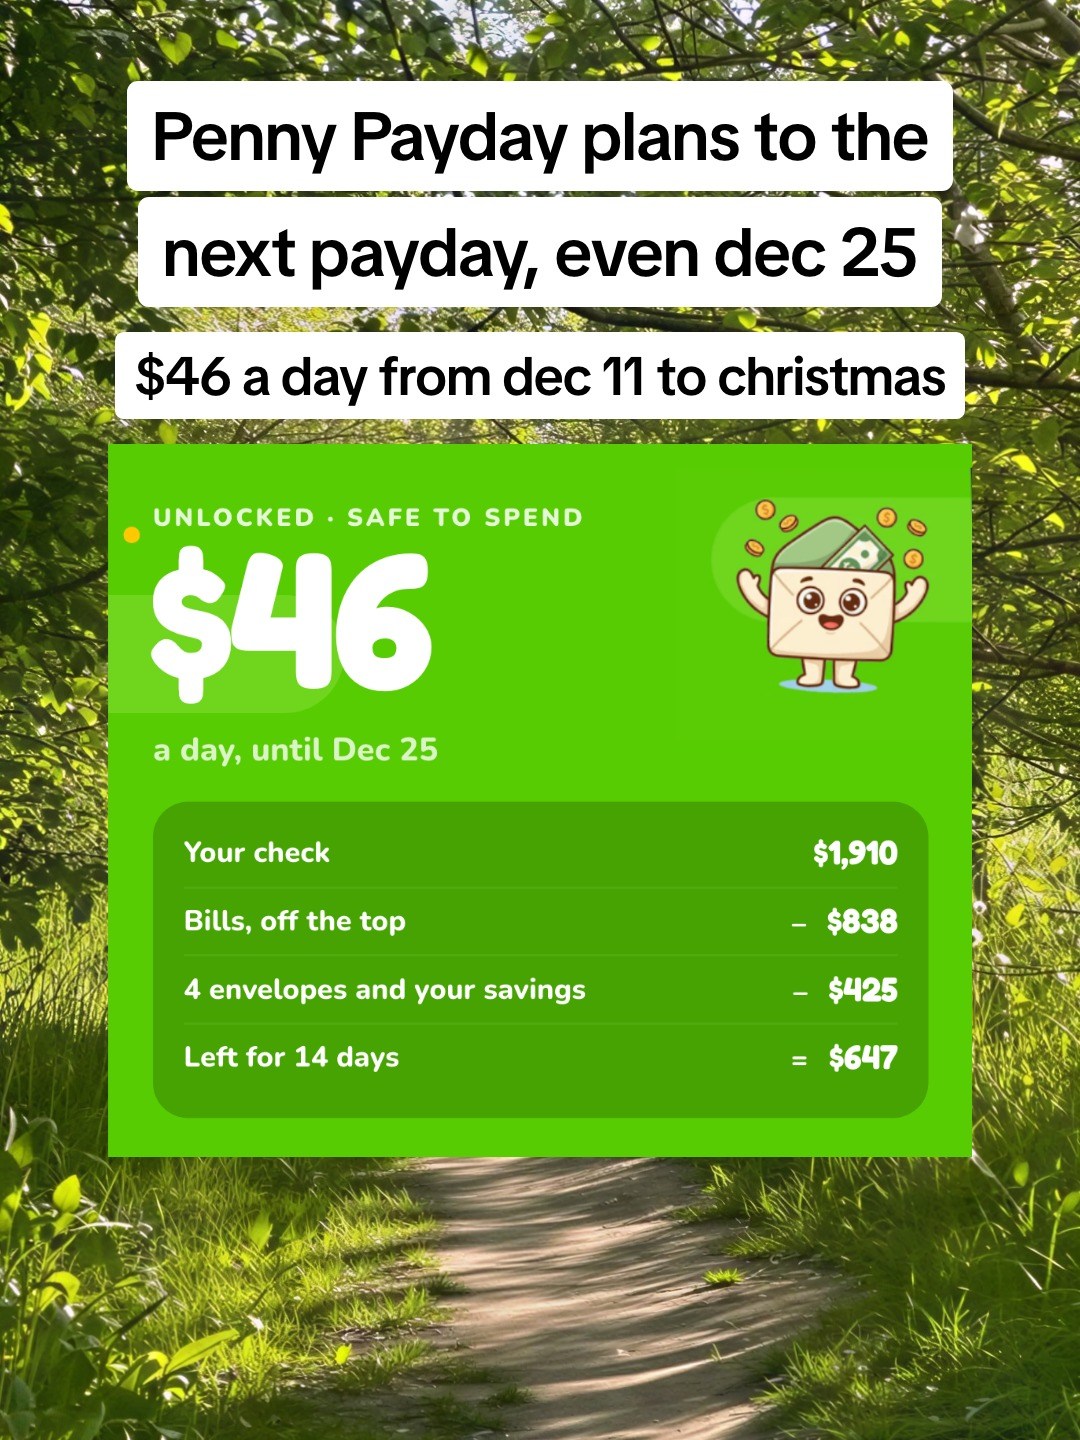 Penny Payday plans to the
next payday, even dec 25
$46 a day from dec 11 to christmas
UNLOCKED · SAFE TO SPEND
$46
a day, until Dec 25
Your check $1,910
Bills, off the top – $838
4 envelopes and your savings – $425
Left for 14 days = $647